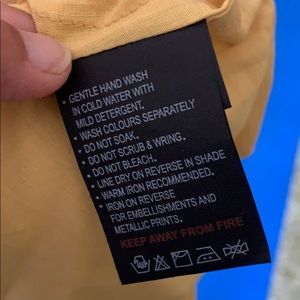 • GENTLE HAND WASH
IN COLD WATER WITH
MILD DETERGENT.
• WASH COLOURS SEPARATELY
• DO NOT SOAK.
• DO NOT SCRUB & WRING.
• DO NOT BLEACH.
• LINE DRY ON REVERSE IN SHADE
• WARM IRON RECOMMENDED.
• IRON ON REVERSE
FOR EMBELLISHMENTS AND
METALLIC PRINTS.
KEEP AWAY FROM FIRE